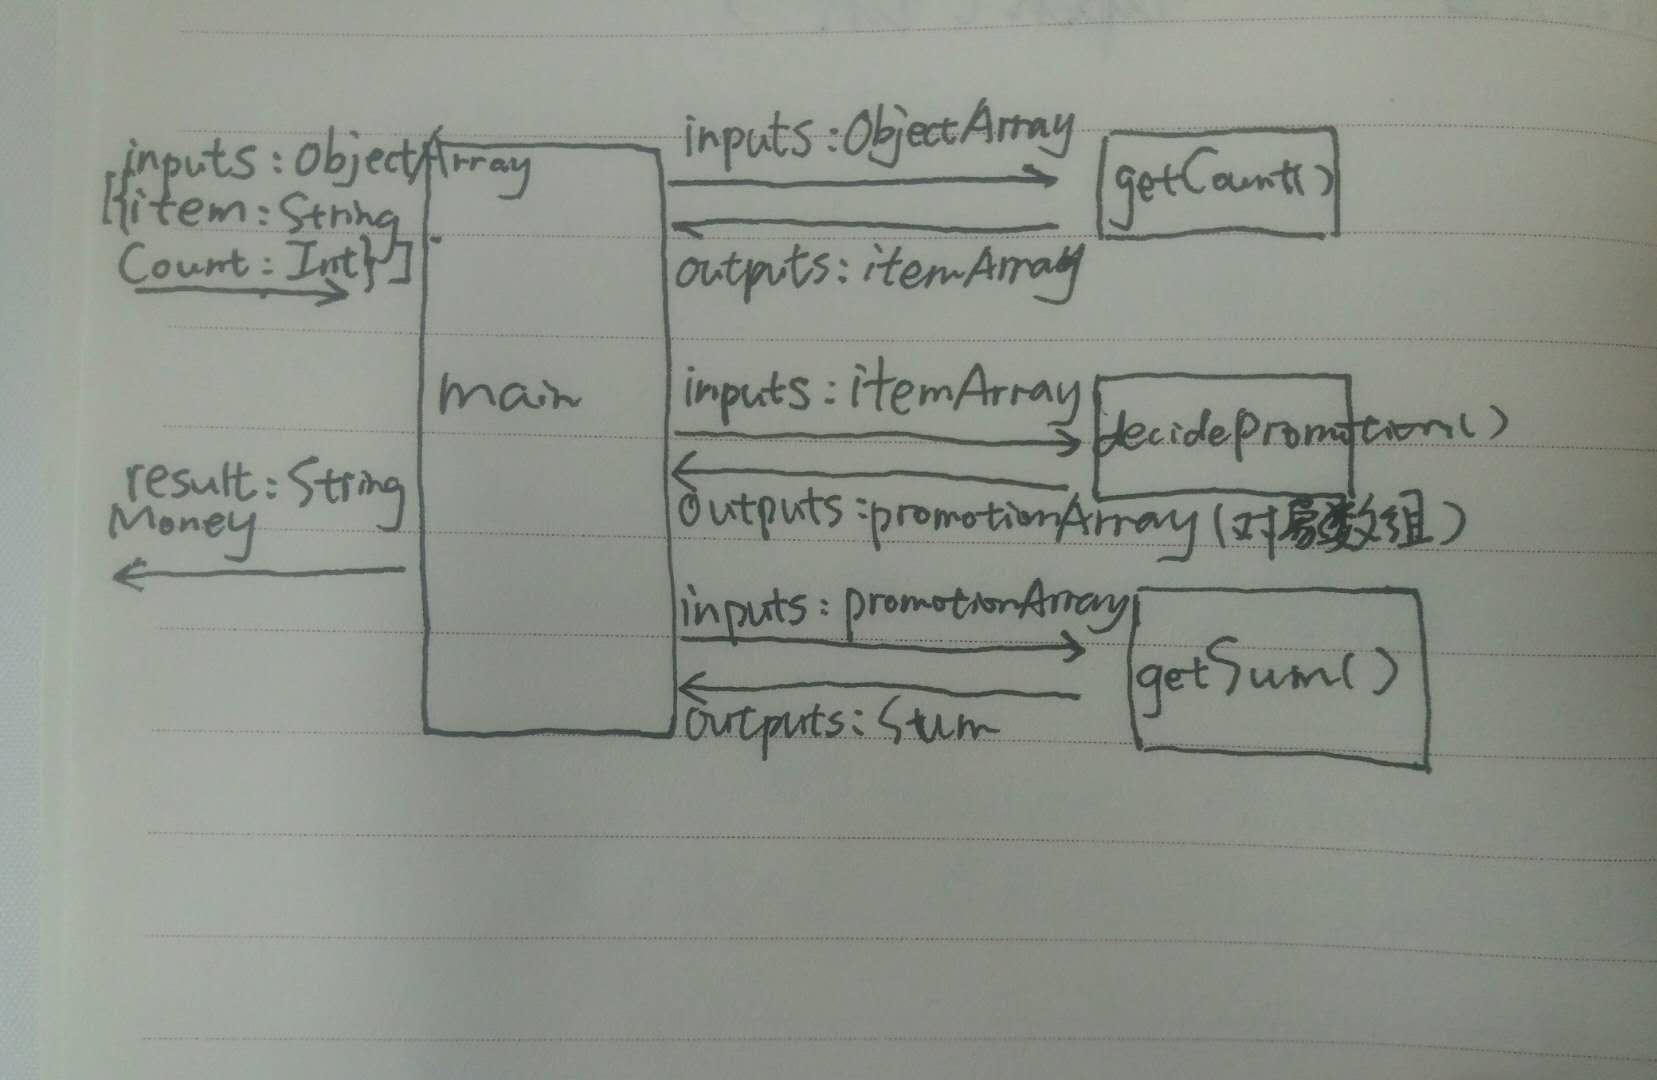 inputs:ObjectArray
[{item:String
Count:Int}]
main
result:String
Money
inputs:ObjectArray
getCount()
outputs:itemArray
inputs:itemArray
decidepromotion()
outputs:promotionArray(对象数组)
inputs:promotionArray
getSum()
outputs:Sum